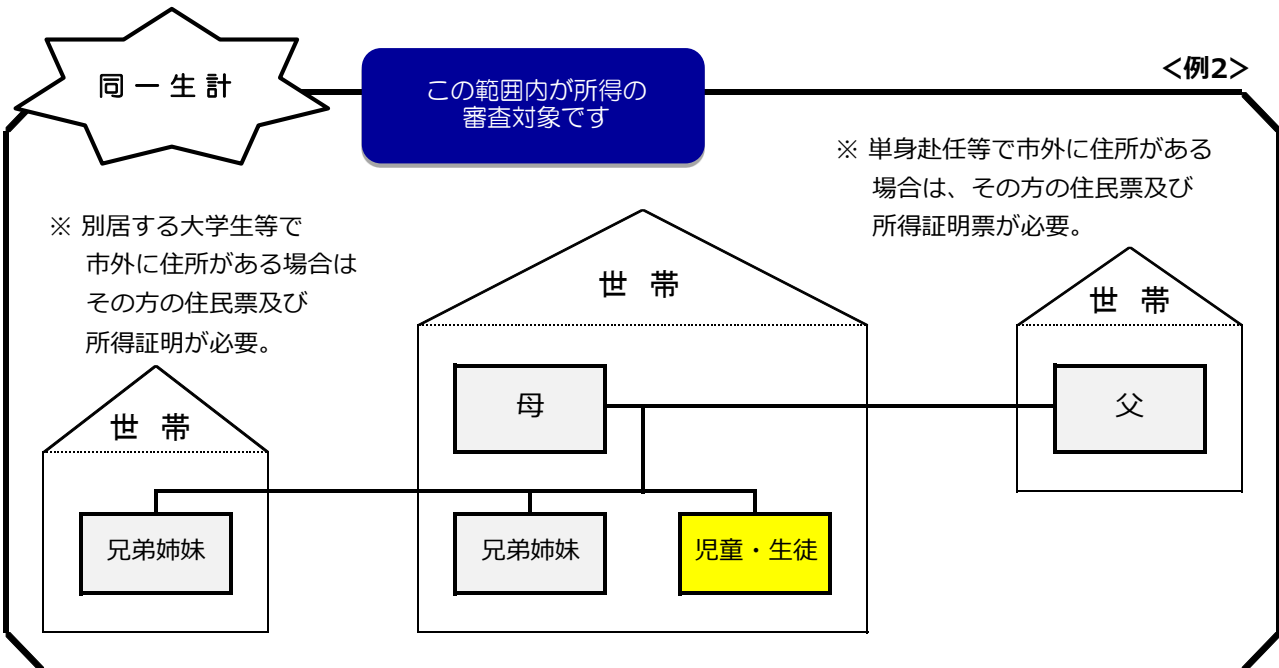 同一生計
この範囲内が所得の
審査対象です
<例2>
※ 単身赴任等で市外に住所がある
場合は、その方の住民票及び
所得証明票が必要。
※ 別居する大学生等で
市外に住所がある場合は
その方の住民票及び
所得証明が必要。
世 帯
世 帯
母
父
世 帯
兄弟姉妹
兄弟姉妹
児童・生徒